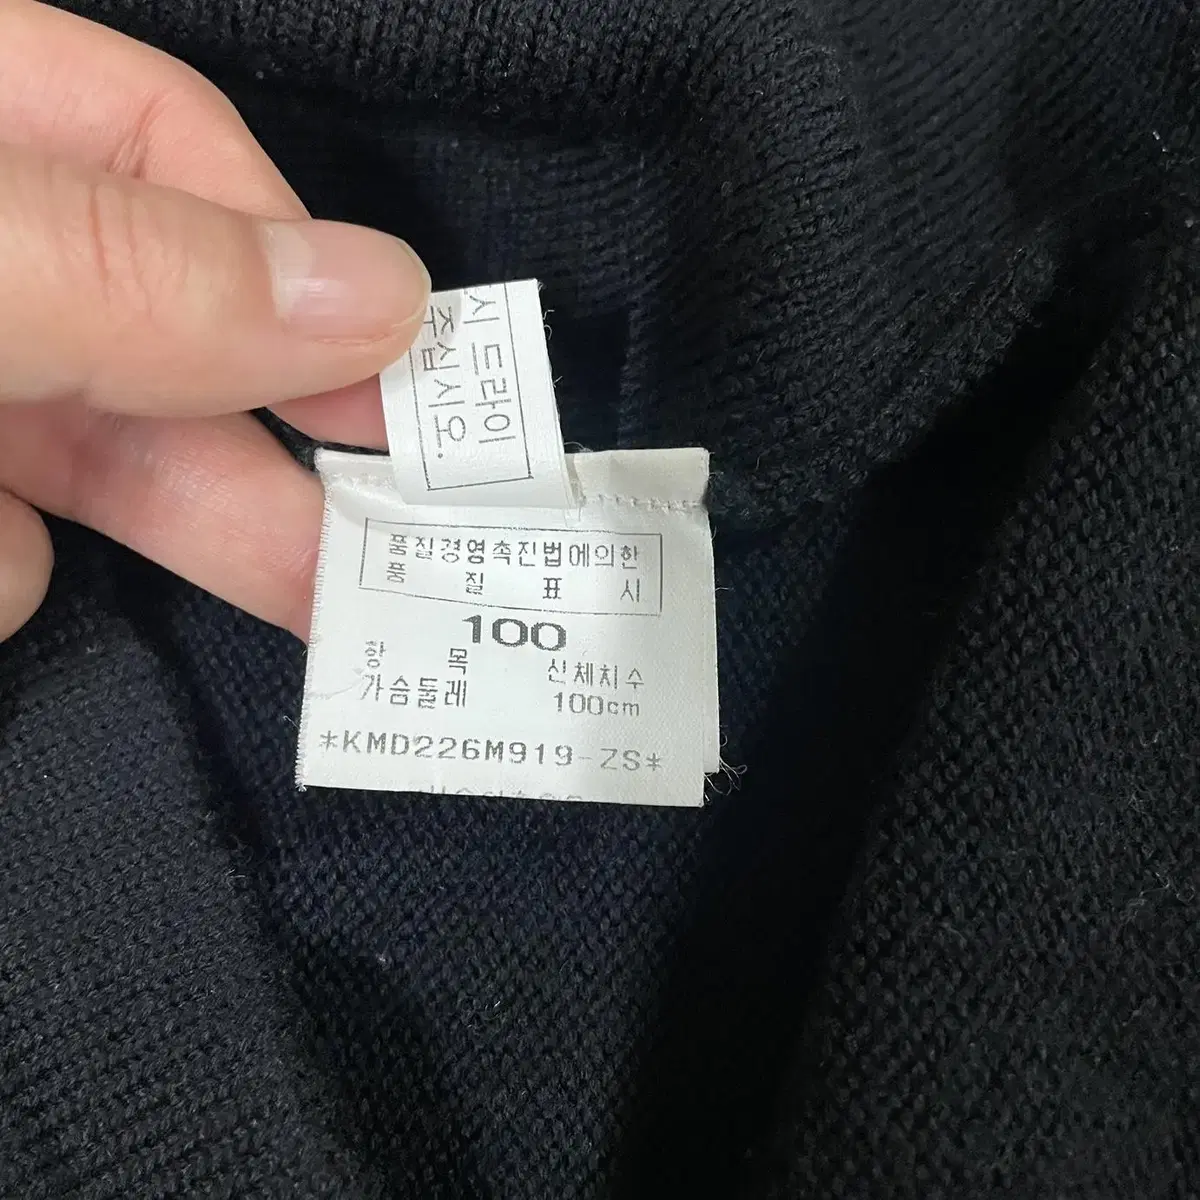 시 드라이
주십시오.
품질경영촉진법에의한
품 질 표 시
100
항 목 신체치수
가슴둘레 100cm
*KMD226M919-ZS*